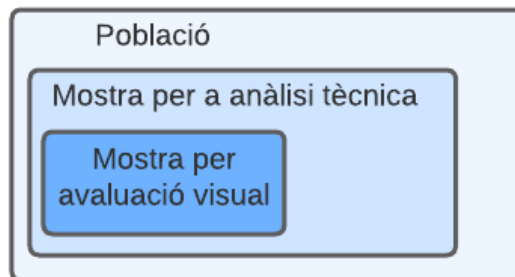 Població
Mostra per a anàlisi tècnica
Mostra per
avaluació visual